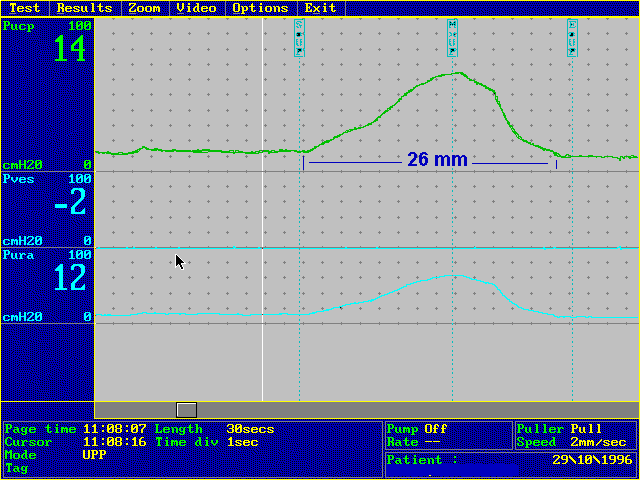 Test Results Zoom Video Options Exit
Pucp 100
14
cmH20 0
26 mm
Pves 100
-2
cmH20 0
Pura 100
12
cmH20 0
Page time 11:08:07 Length 30secs
Cursor 11:08:16 Time div 1sec
Mode UPP
Tag
Pump Off
Rate --
Puller Pull
Speed 2mm/sec
Patient : 29\10\1996